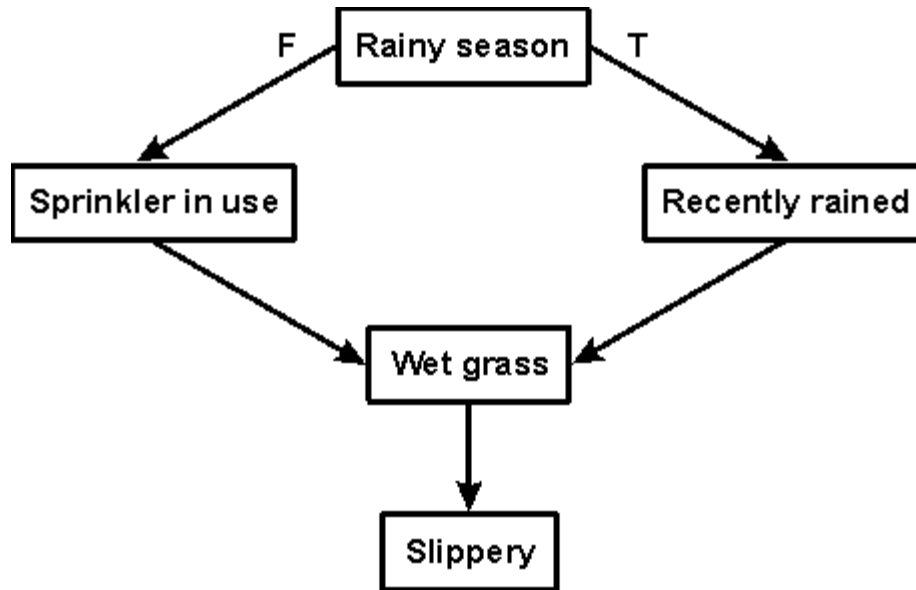 F
Rainy season
T
Sprinkler in use
Recently rained
Wet grass
Slippery